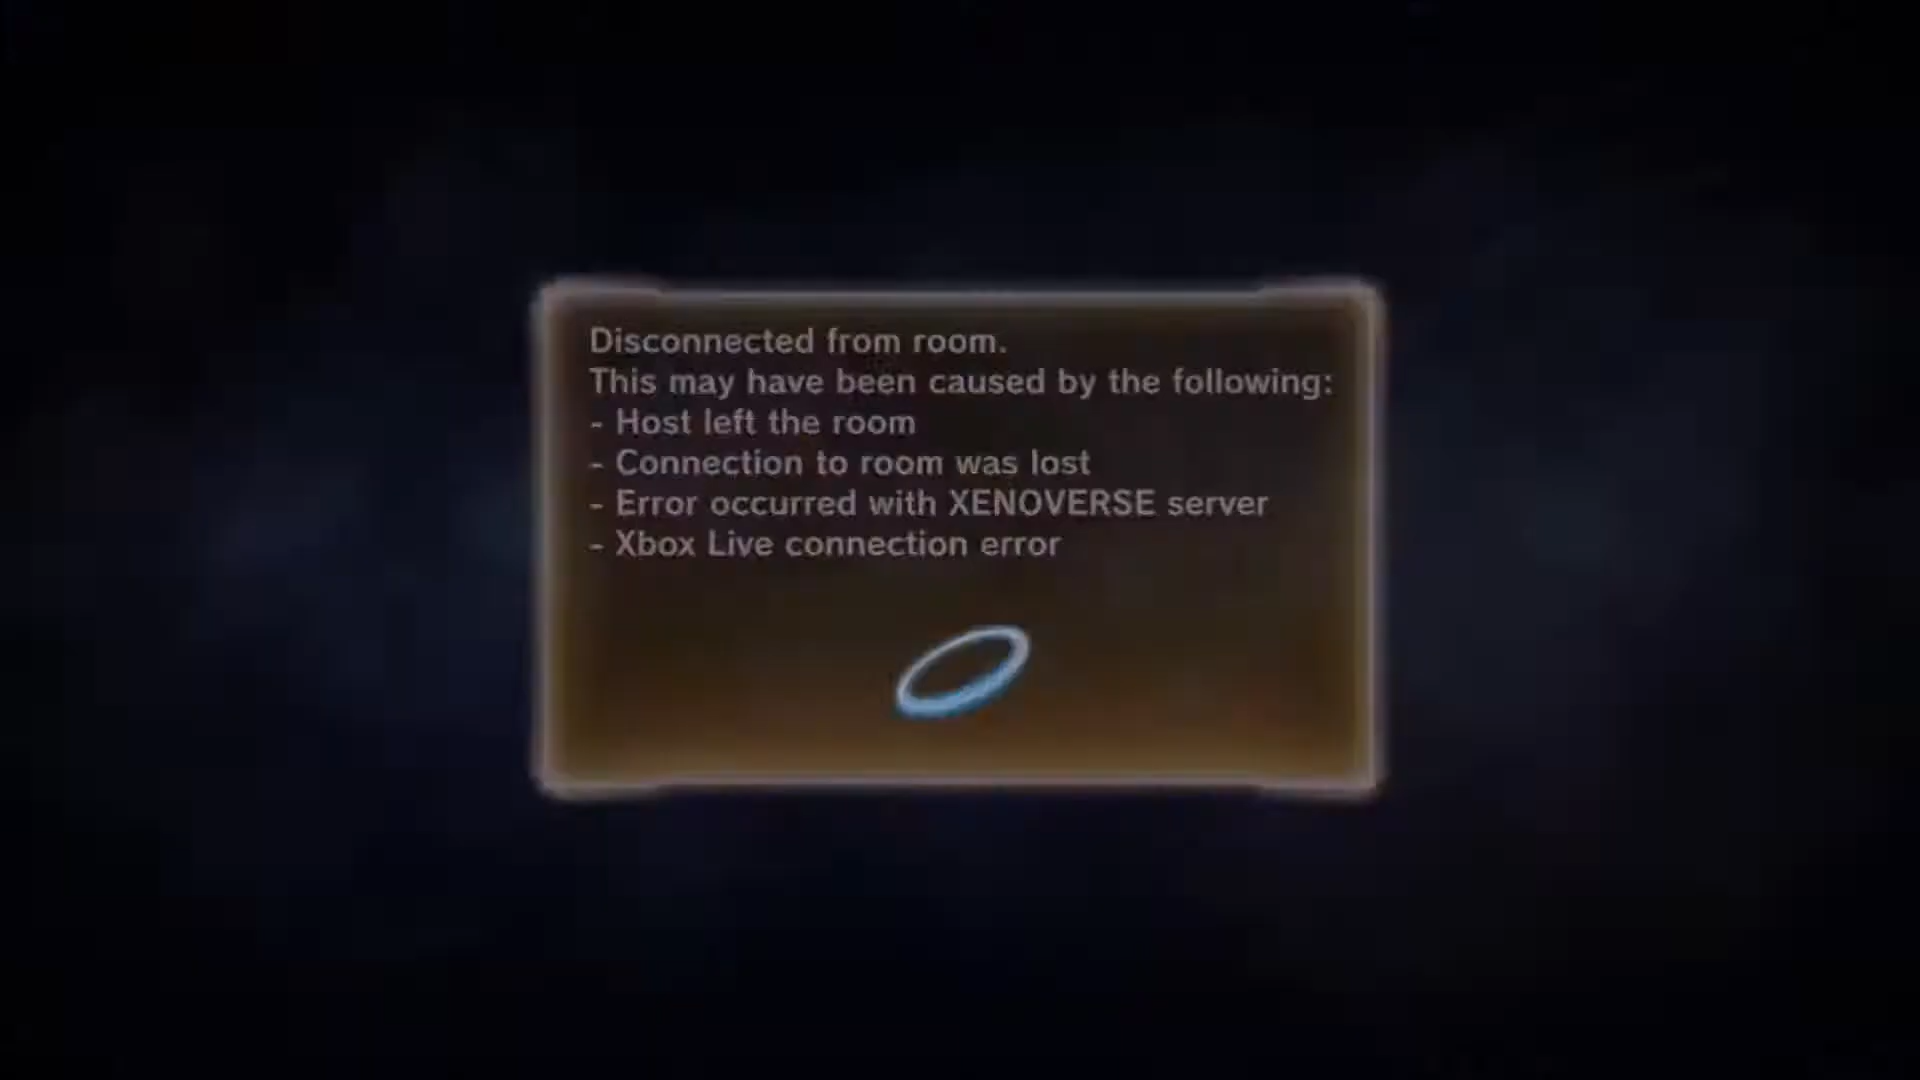 Disconnected from room.
This may have been caused by the following:
- Host left the room
- Connection to room was lost
- Error occurred with XENOVERSE server
- Xbox Live connection error